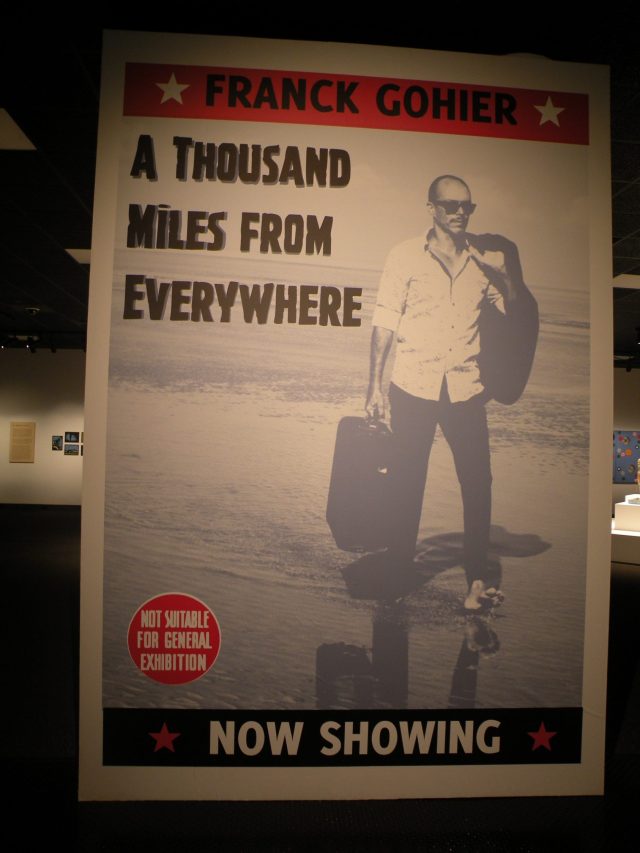 FRANCK GOHIER
A THOUSAND
MILES FROM
EVERYWHERE
NOT SUITABLE
FOR GENERAL
EXHIBITION
NOW SHOWING